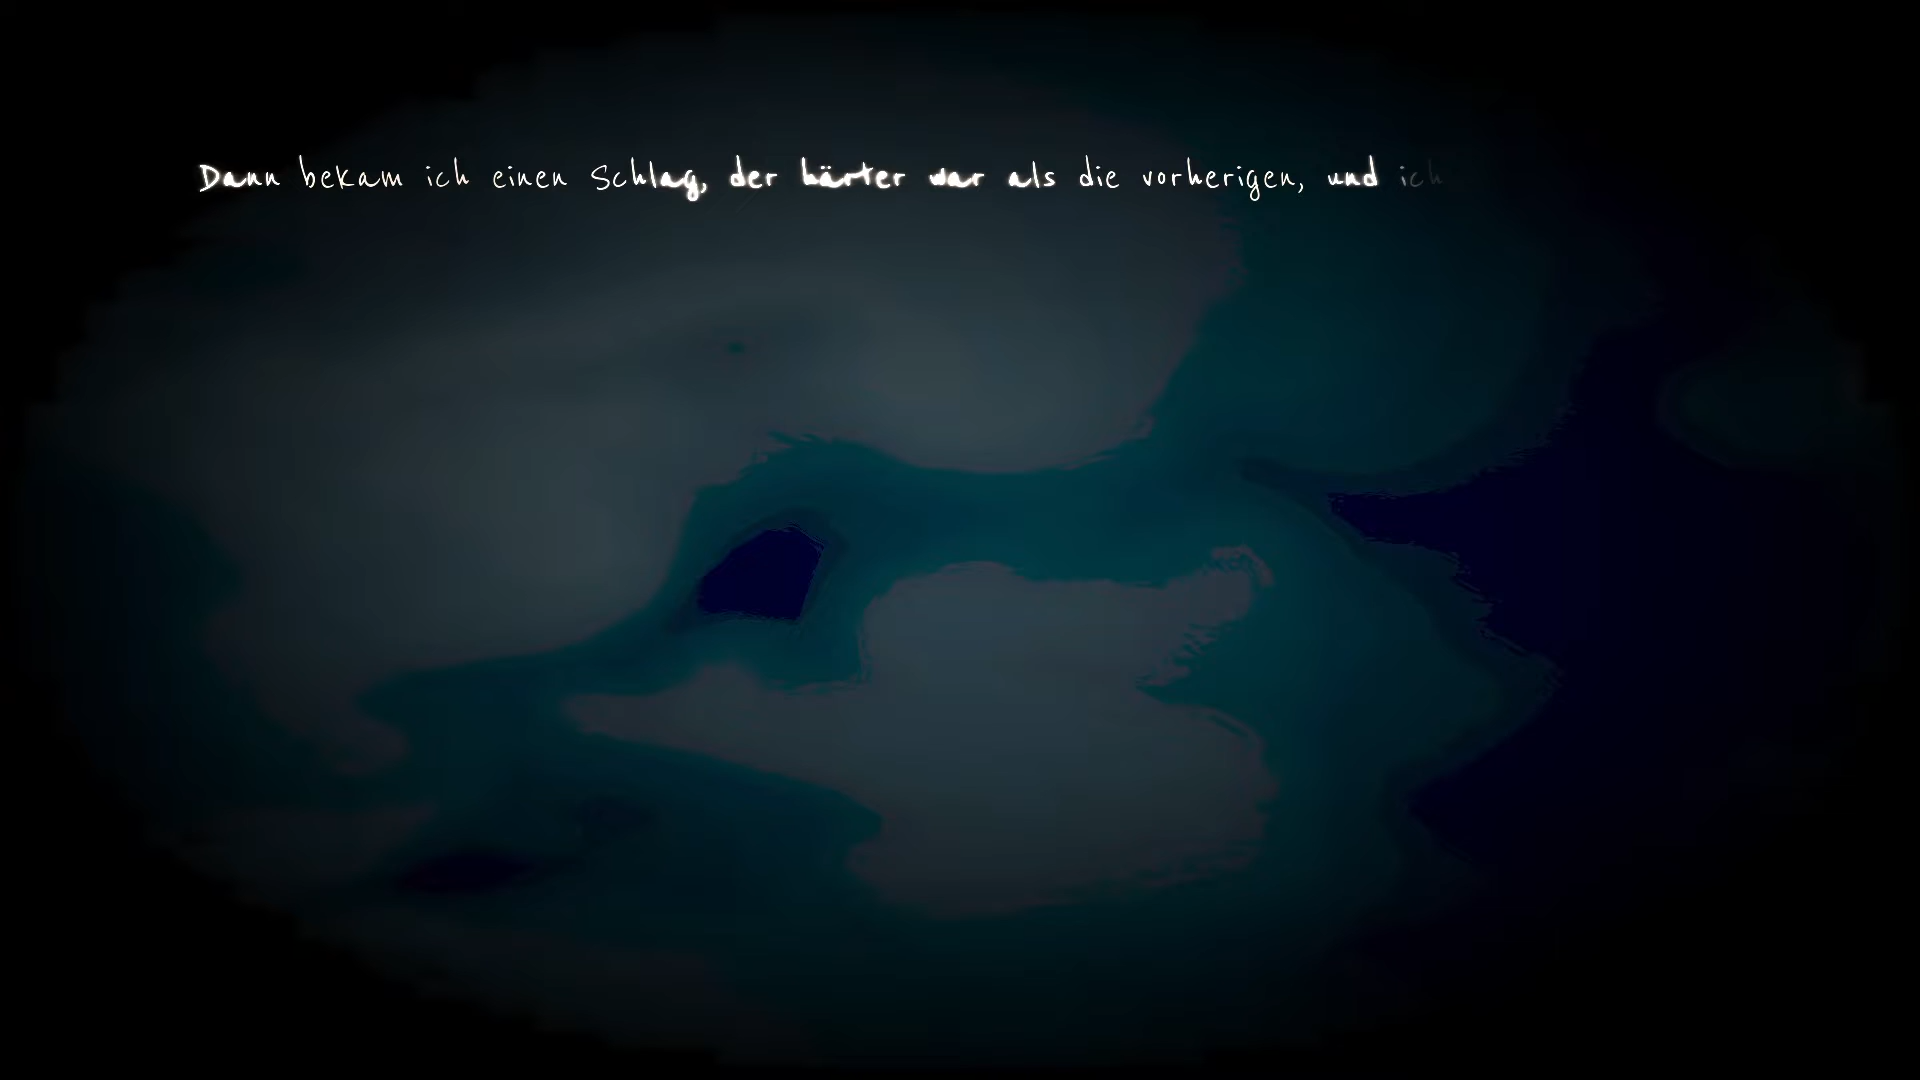 Dann bekam ich einen Schlag, der härter war als die vorherigen, und ich